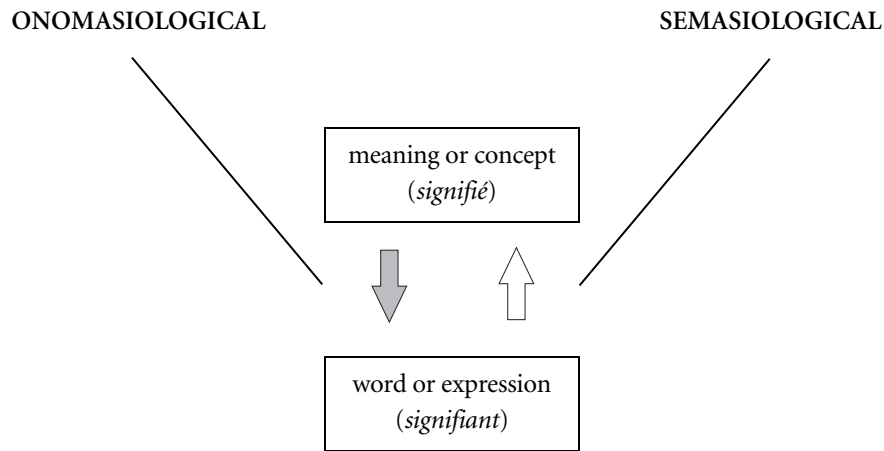 ONOMASIOLOGICAL
SEMASIOLOGICAL
meaning or concept
(signifié)
word or expression
(signifiant)